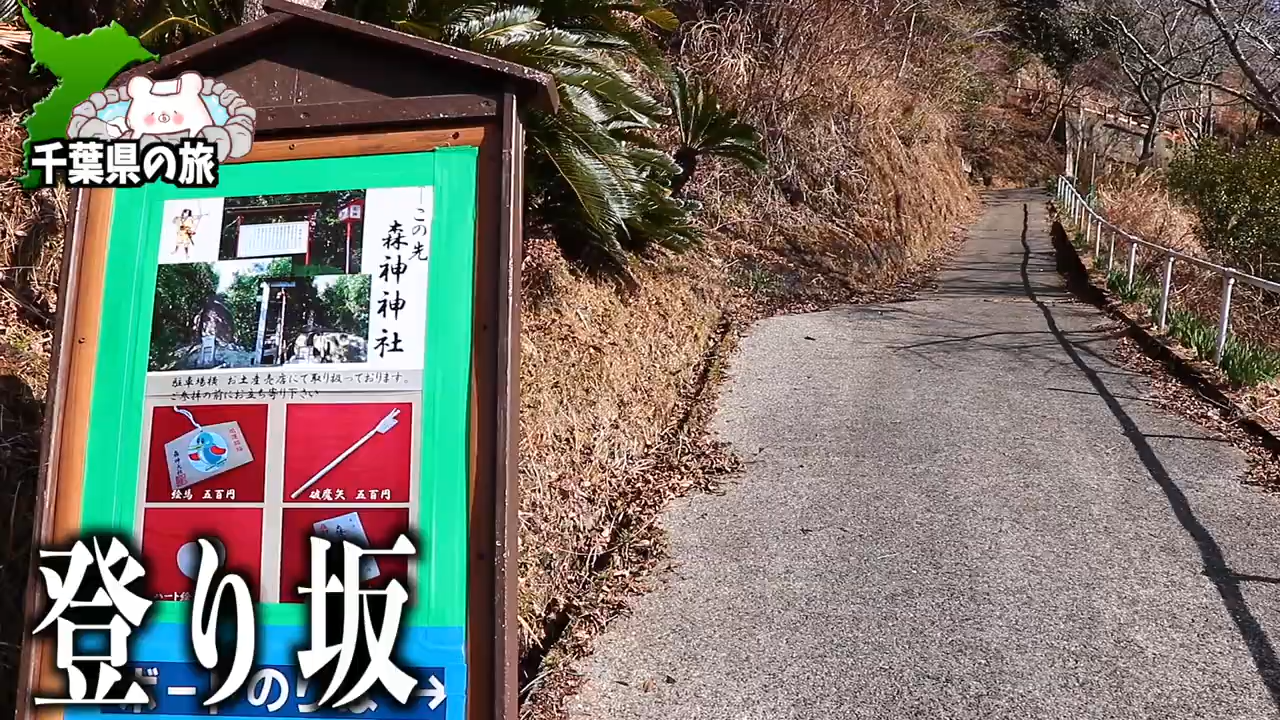 千葉県の旅
この先
森神神社
駐車場横 お土産売店にて取り扱っております。
ご参拝の前にお立ち寄り下さい
絵馬 五百円
破魔矢 五百円
登り坂
→